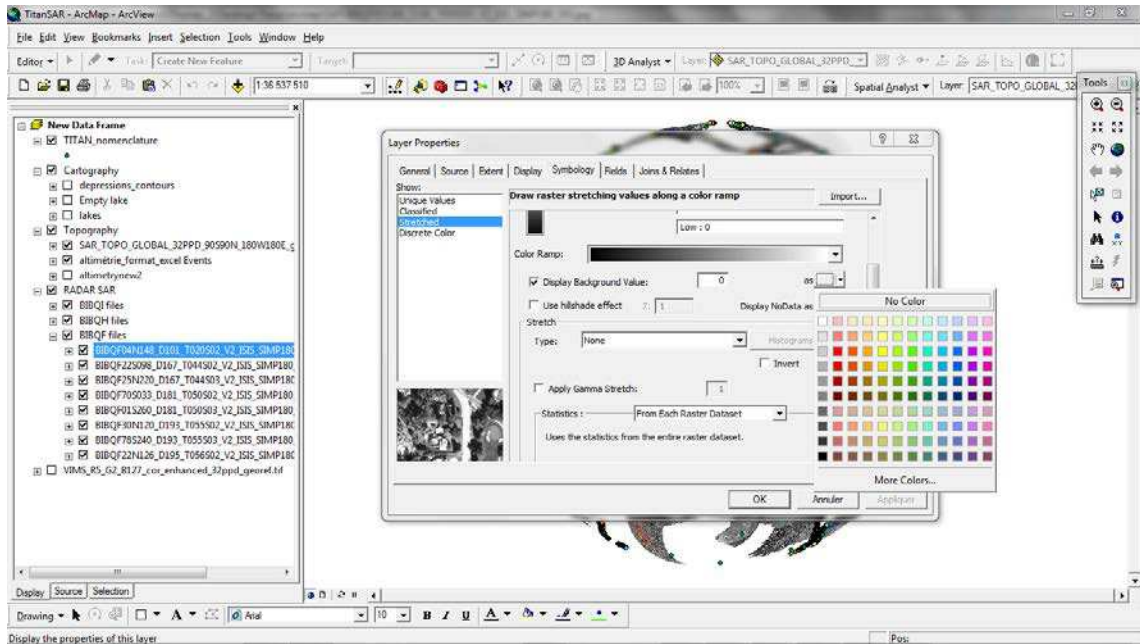 TitanSAR - ArcMap - ArcView
File Edit View Bookmarks Insert Selection Tools Window Help
Editor Task: Create New Feature Target: 3D Analyst Layer: SAR_TOPO_GLOBAL_32PPD_
1:36 537 510 100% Spatial Analyst Layer: SAR_TOPO_GLOBAL_32
Tools
New Data Frame
TITAN_nomenclature
Cartography
depressions_contours
Empty lake
lakes
Topography
SAR_TOPO_GLOBAL_32PPD_90S90N_180W180E_g
altimétrie_format_excel Events
altimetrynew2
RADAR SAR
BIBQI files
BIBQH files
BIBQF files
BIBQF04N148_D101_T020S02_V2_ISIS_SIMP180
BIBQF22S098_D167_T044S02_V2_ISIS_SIMP180
BIBQF25N220_D167_T044S03_V2_ISIS_SIMP180
BIBQF70S033_D181_T050S02_V2_ISIS_SIMP180
BIBQF01S260_D181_T050S03_V2_ISIS_SIMP180
BIBQF30N120_D193_T055S02_V2_ISIS_SIMP180
BIBQF78S240_D193_T055S03_V2_ISIS_SIMP180
BIBQF22N126_D195_T056S02_V2_ISIS_SIMP180
VIMS_R5_G2_B127_cor_enhanced_32ppd_georef.tif
Layer Properties
General Source Extent Display Symbology Fields Joins & Relates
Show:
Unique Values
Classified
Stretched
Discrete Color
Draw raster stretching values along a color ramp
Import...
Low : 0
Color Ramp:
Display Background Value: 0 as
Use hillshade effect Z: 1 Display NoData as
Stretch
Type: None Histograms
Invert
Apply Gamma Stretch: 1
Statistics : From Each Raster Dataset
Uses the statistics from the entire raster dataset.
No Color
More Colors...
OK Annuler Appliquer
Display Source Selection
Drawing Arial 10 B I U A
Display the properties of this layer
Pos: